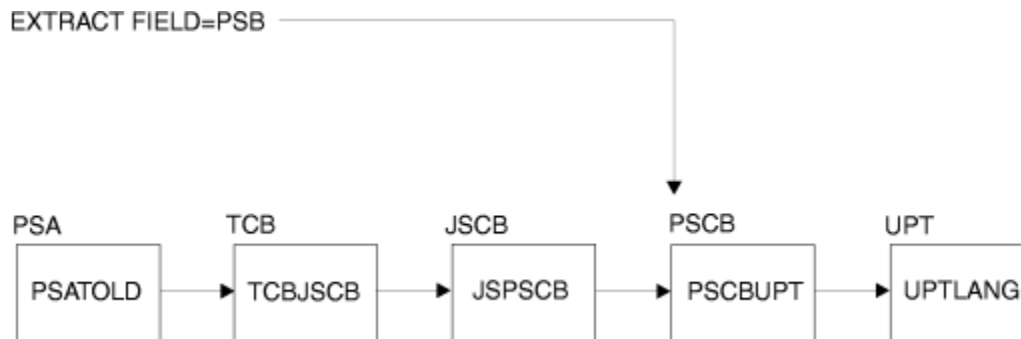 EXTRACT FIELD=PSB
PSA TCB JSCB PSCB UPT
PSATOLD TCBJSCB JSPSCB PSCBUPT UPTLANG